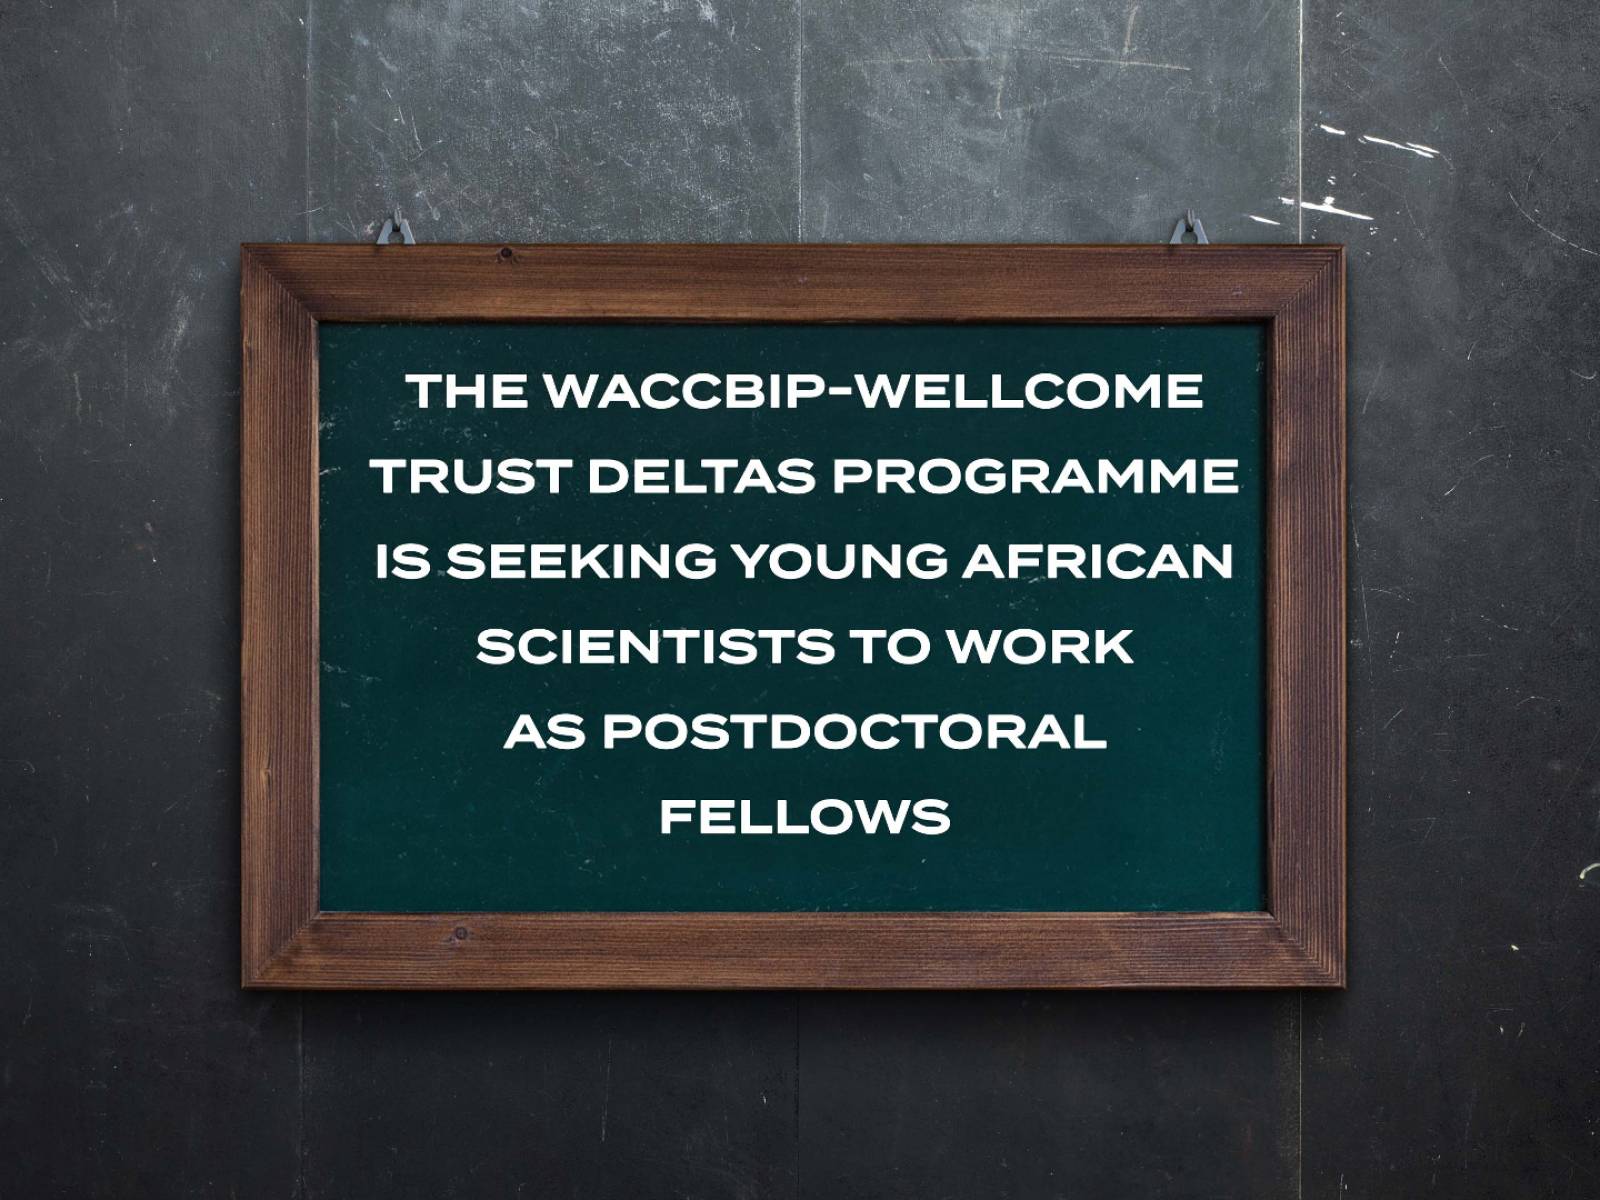 THE WACCBIP-WELLCOME
TRUST DELTAS PROGRAMME
IS SEEKING YOUNG AFRICAN
SCIENTISTS TO WORK
AS POSTDOCTORAL
FELLOWS